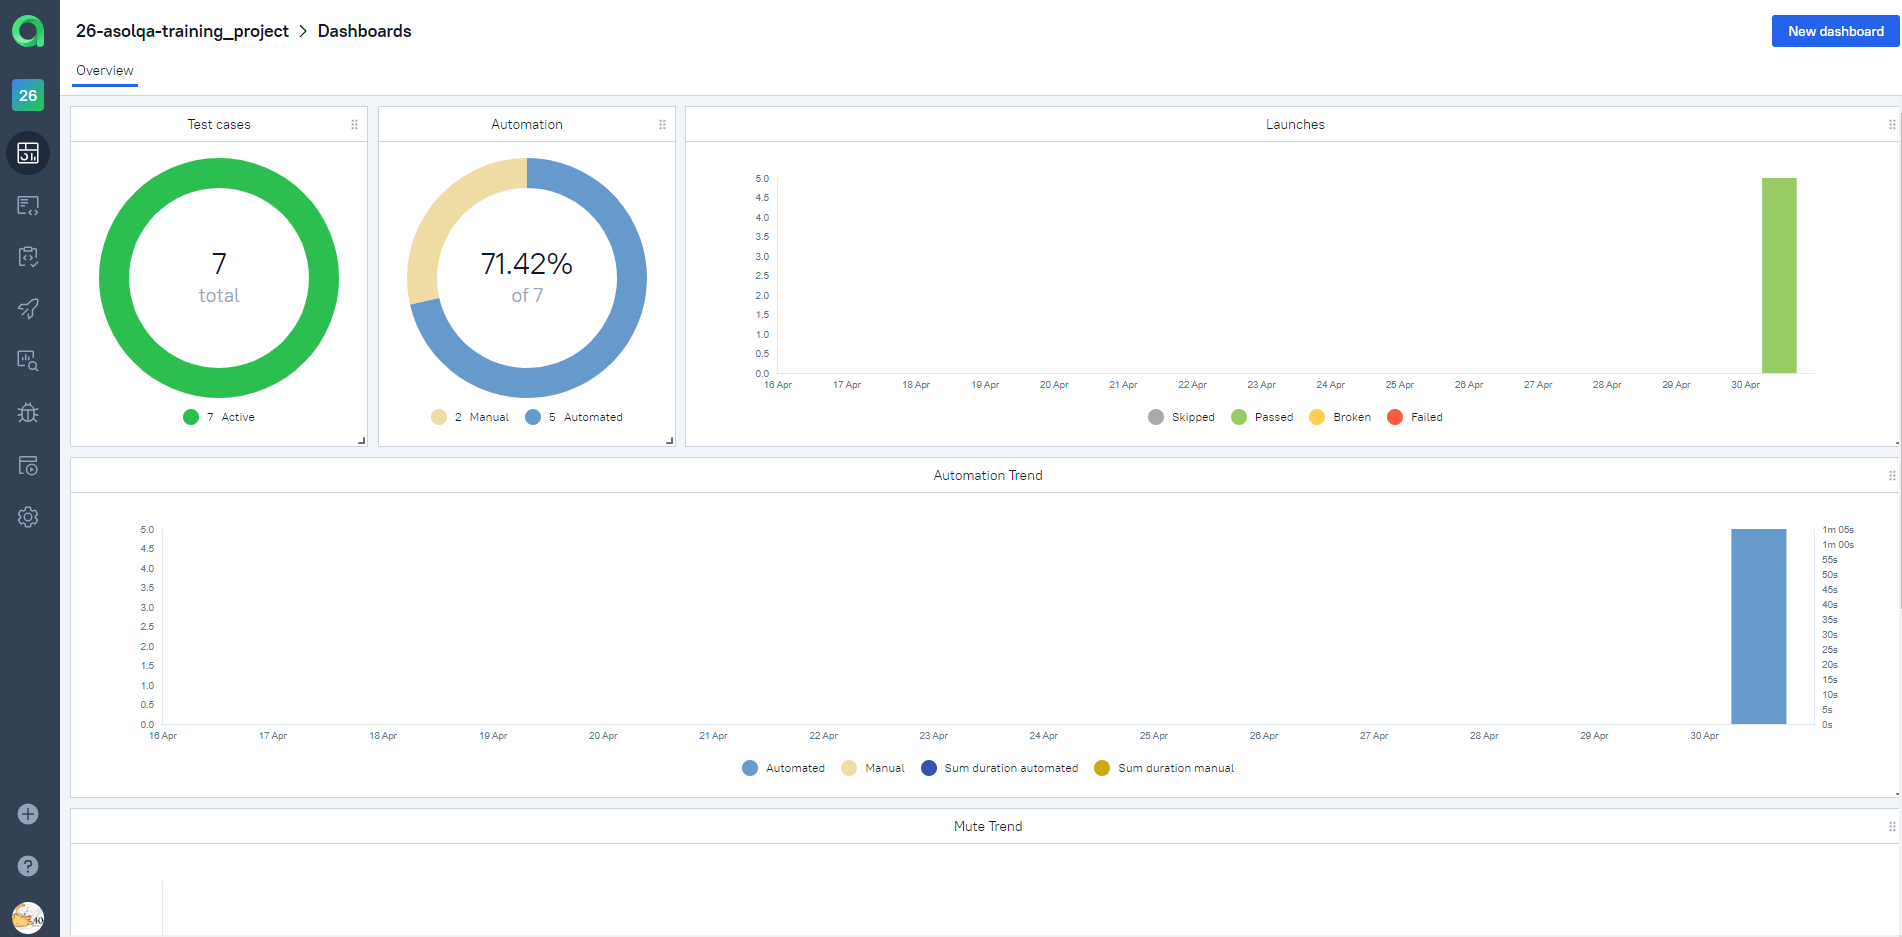 26-asolqa-training_project > Dashboards
New dashboard
Overview
26
Test cases
7
total
7 Active
Automation
71.42%
of 7
2 Manual 5 Automated
Launches
5.0
4.5
4.0
3.5
3.0
2.5
2.0
1.5
1.0
0.5
0.0
16 Apr 17 Apr 18 Apr 19 Apr 20 Apr 21 Apr 22 Apr 23 Apr 24 Apr 25 Apr 26 Apr 27 Apr 28 Apr 29 Apr 30 Apr
Skipped Passed Broken Failed
Automation Trend
5.0
4.5
4.0
3.5
3.0
2.5
2.0
1.5
1.0
0.5
0.0
1m 05s
1m 00s
55s
50s
45s
40s
35s
30s
25s
20s
15s
10s
5s
0s
16 Apr 17 Apr 18 Apr 19 Apr 20 Apr 21 Apr 22 Apr 23 Apr 24 Apr 25 Apr 26 Apr 27 Apr 28 Apr 29 Apr 30 Apr
Automated Manual Sum duration automated Sum duration manual
Mute Trend
?
40